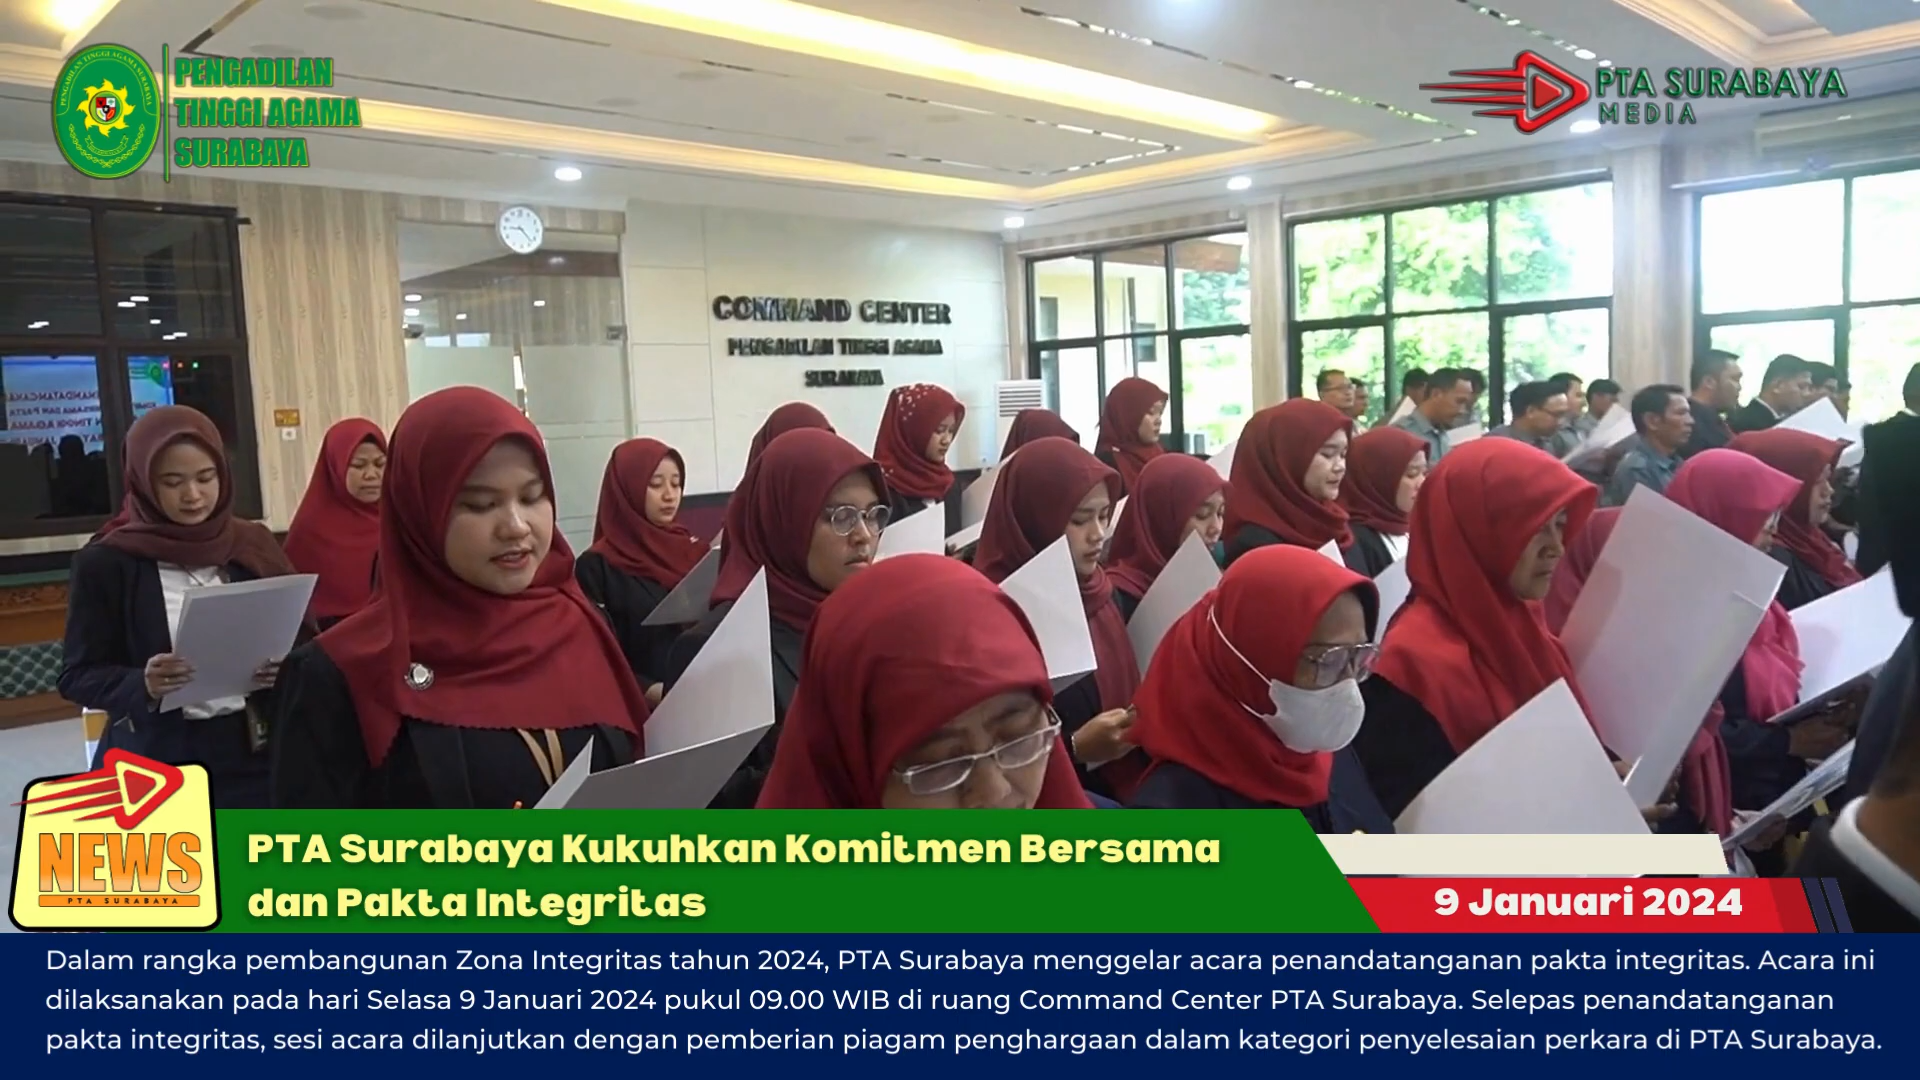 PENGADILAN
TINGGI AGAMA
SURABAYA
PTA SURABAYA
MEDIA
COMMAND CENTER
PENGADILAN TINGGI AGAMA
SURABAYA
NEWS
PTA SURABAYA
PTA Surabaya Kukuhkan Komitmen Bersama
dan Pakta Integritas
9 Januari 2024
Dalam rangka pembangunan Zona Integritas tahun 2024, PTA Surabaya menggelar acara penandatanganan pakta integritas. Acara ini
dilaksanakan pada hari Selasa 9 Januari 2024 pukul 09.00 WIB di ruang Command Center PTA Surabaya. Selepas penandatanganan
pakta integritas, sesi acara dilanjutkan dengan pemberian piagam penghargaan dalam kategori penyelesaian perkara di PTA Surabaya.